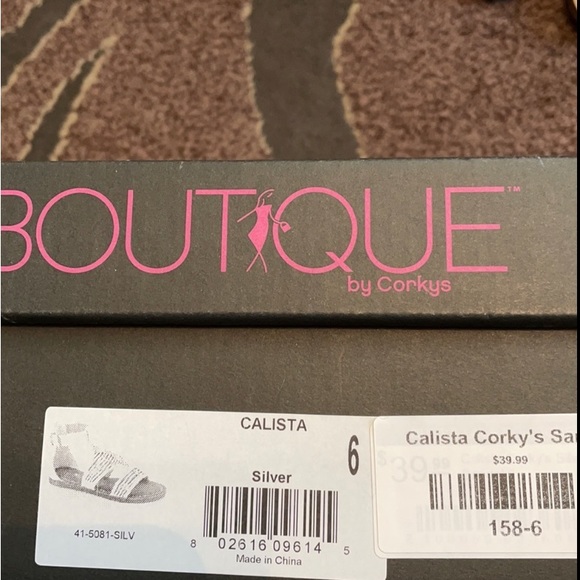 BOUTIQUE™
by Corkys
CALISTA
6
Silver
41-5081-SILV
8 02616 09614 5
Made in China
Calista Corky's Sa
$39.99
$39.99
158-6